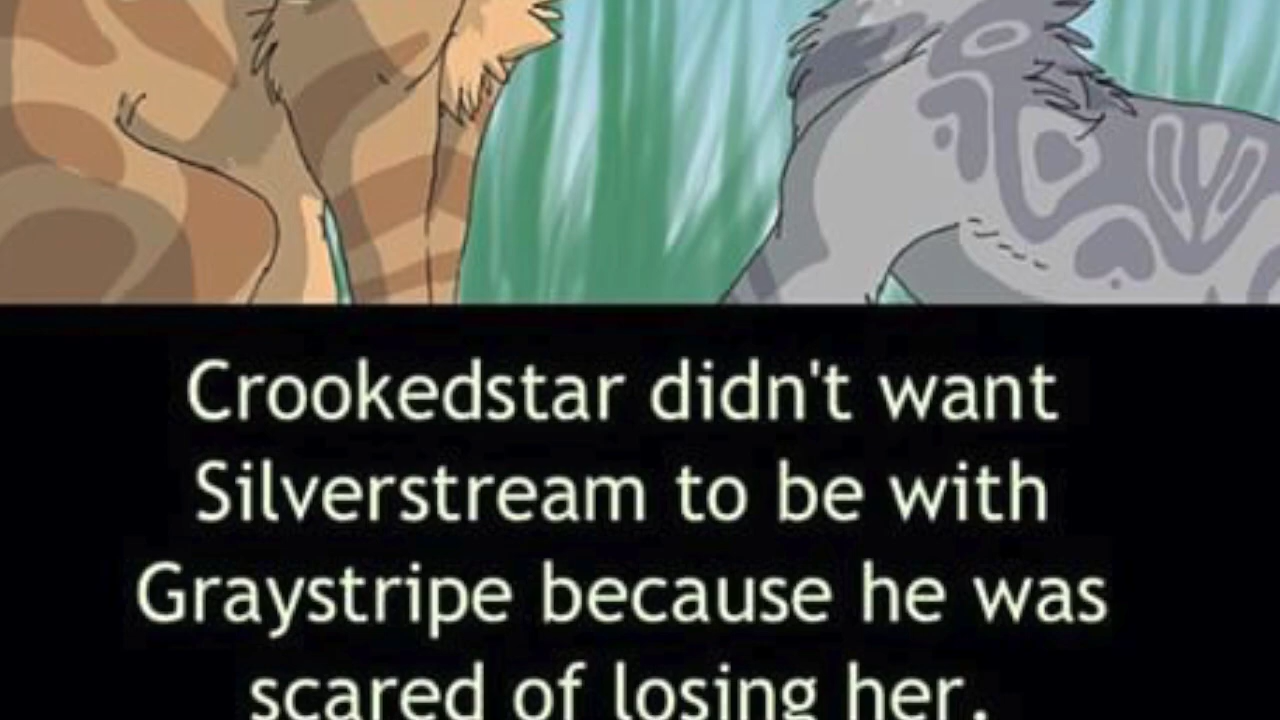 Crookedstar didn't want
Silverstream to be with
Graystripe because he was
scared of losing her.